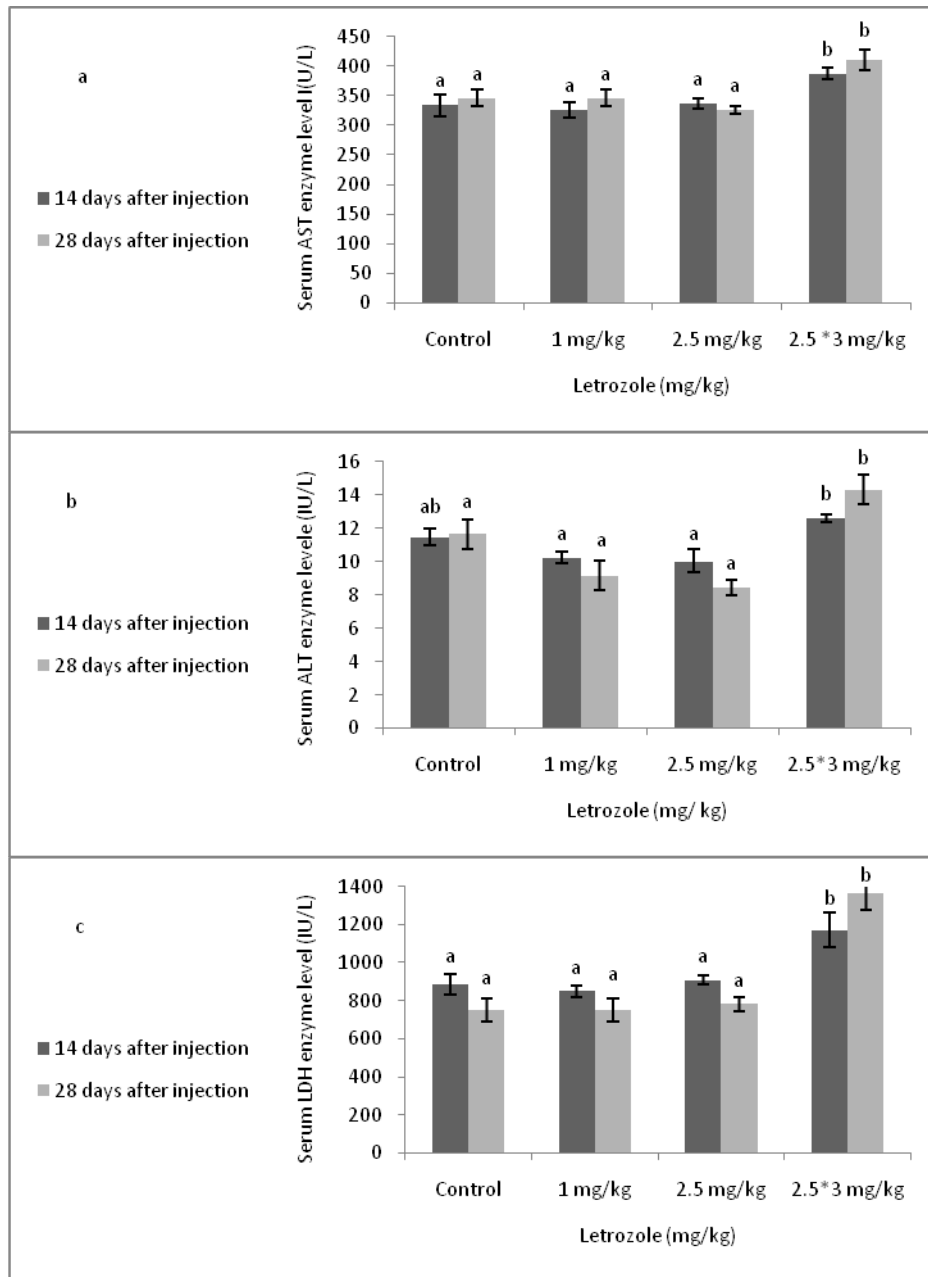 a
14 days after injection
28 days after injection
Serum AST enzyme level I(U/L)
450
400
350
300
250
200
150
100
50
0
a a a a a a b b
Control 1 mg/kg 2.5 mg/kg 2.5 *3 mg/kg
Letrozole (mg/kg)
b
14 days after injection
28 days after injection
Serum ALT enzyme levele (IU/L)
16
14
12
10
8
6
4
2
0
ab a a a a a b b
Control 1 mg/kg 2.5 mg/kg 2.5*3 mg/kg
Letrozole (mg/ kg)
c
14 days after injection
28 days after injection
Serum LDH enzyme level (IU/L)
1400
1200
1000
800
600
400
200
0
a a a a a a b b
Control 1 mg/kg 2.5 mg/kg 2.5*3 mg/kg
Letrozole (mg/kg)